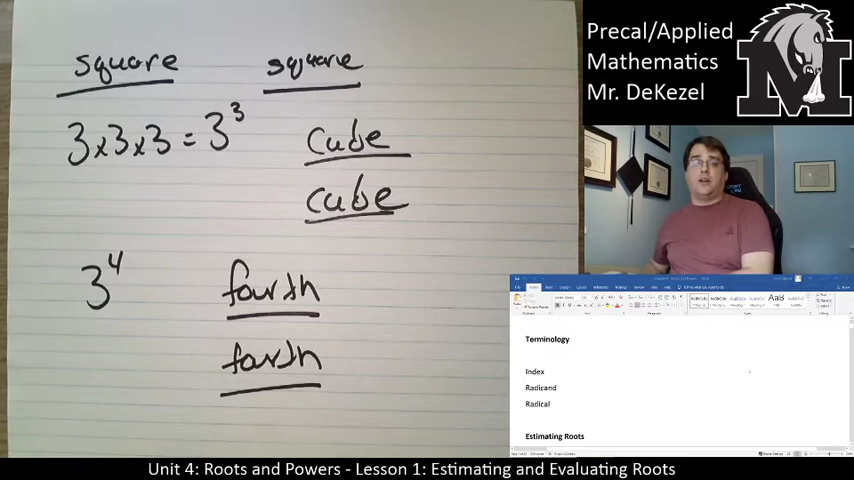 square square
3x3x3 = 3³ cube
cube
3⁴ fourth
fourth
Precal/Applied
Mathematics
Mr. DeKezel
M
Terminology
Index
Radicand
Radical
Estimating Roots
Unit 4: Roots and Powers - Lesson 1: Estimating and Evaluating Roots